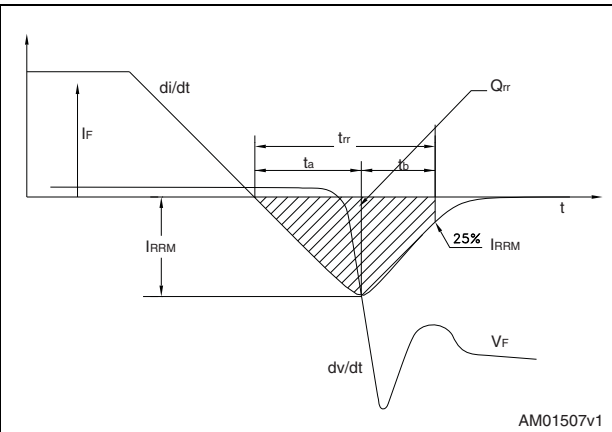 di/dt
Qrr
IF
trr
ta
tb
t
IRRM
25% IRRM
VF
dv/dt
AM01507v1